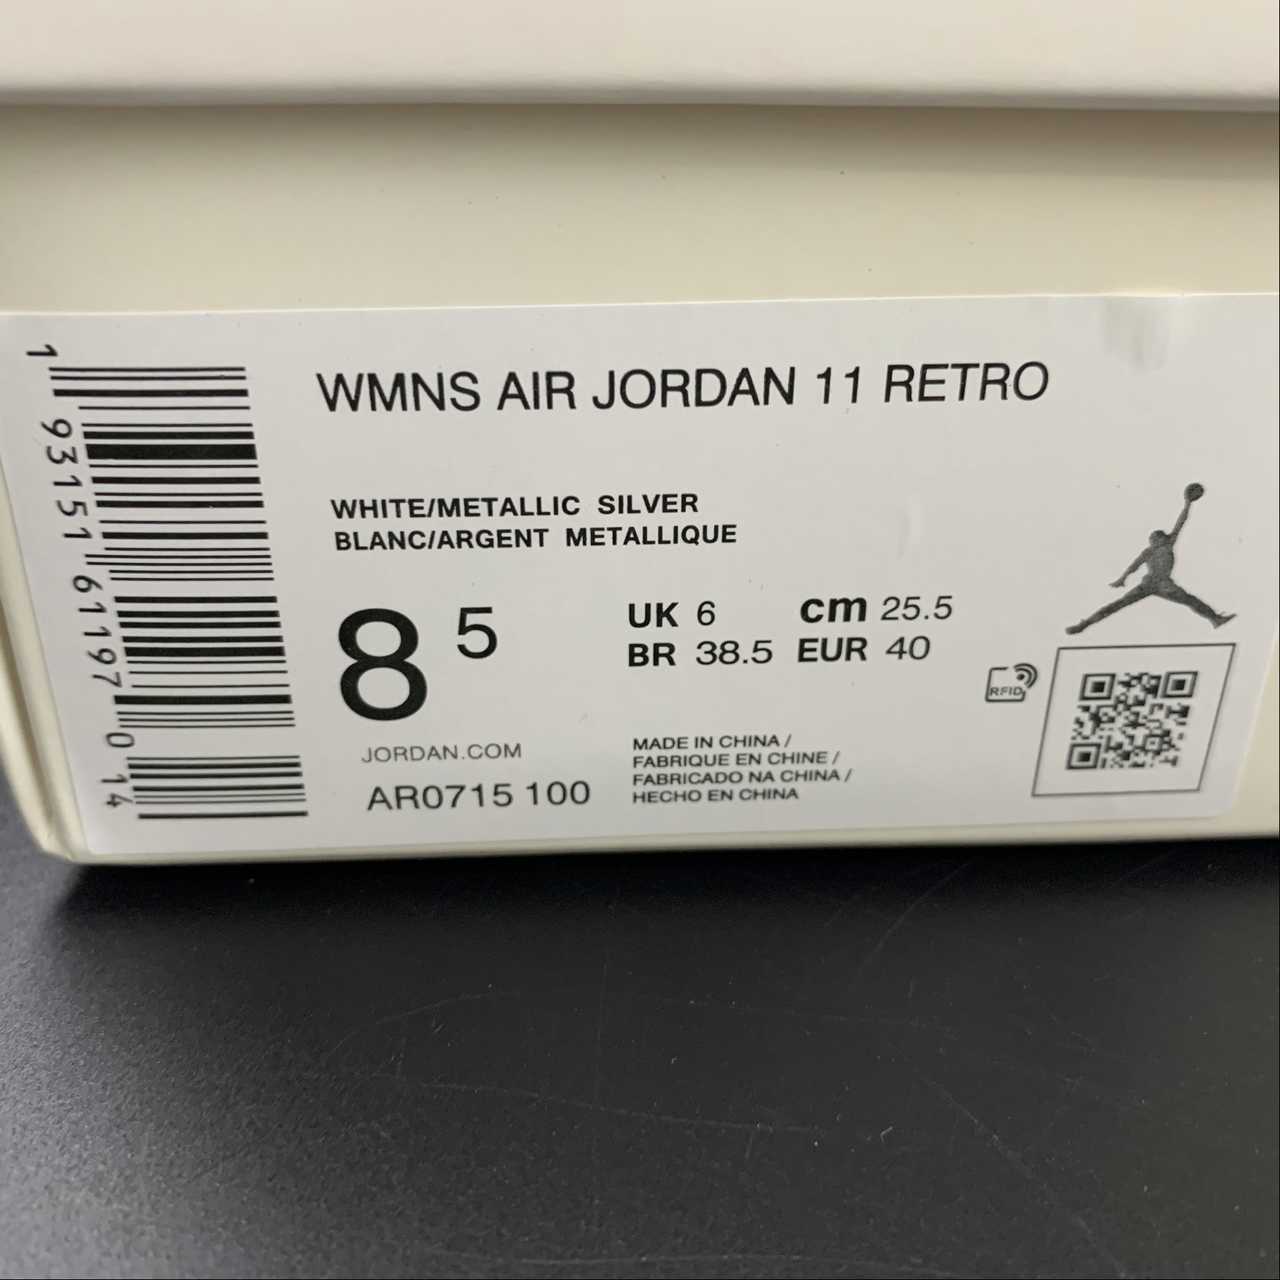 WMNS AIR JORDAN 11 RETRO
WHITE/METALLIC SILVER
BLANC/ARGENT METALLIQUE
8 5
UK 6 cm 25.5
BR 38.5 EUR 40
RFID
JORDAN.COM
AR0715 100
MADE IN CHINA /
FABRIQUE EN CHINE /
FABRICADO NA CHINA /
HECHO EN CHINA
1 93151 61197 0 14